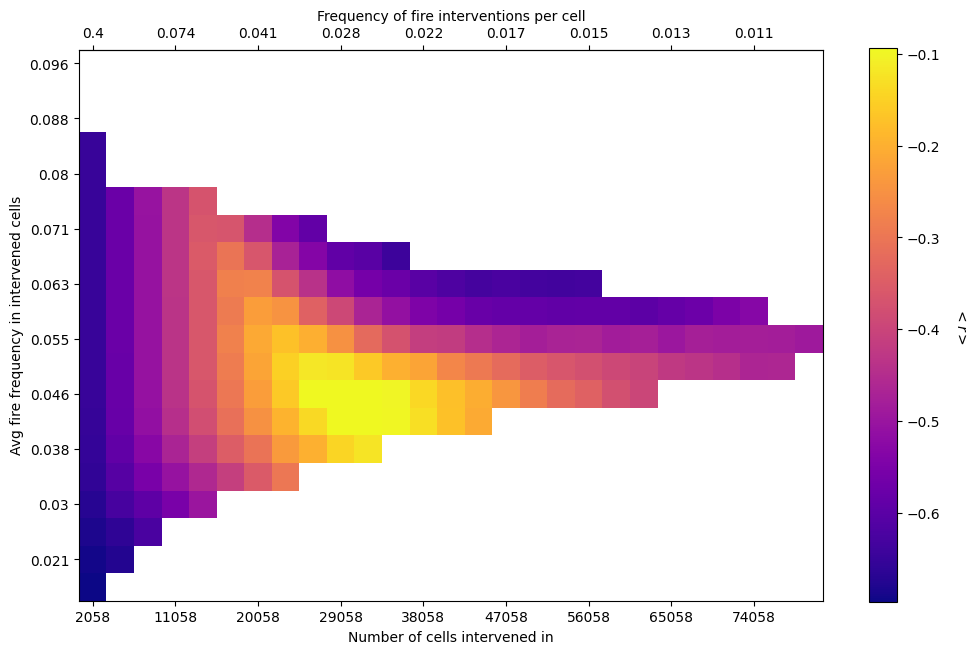 Frequency of fire interventions per cell
0.4 0.074 0.041 0.028 0.022 0.017 0.015 0.013 0.011
Avg fire frequency in intervened cells
0.096
0.088
0.08
0.071
0.063
0.055
0.046
0.038
0.03
0.021
2058 11058 20058 29058 38058 47058 56058 65058 74058
Number of cells intervened in
−0.1
−0.2
−0.3
−0.4
−0.5
−0.6
< r >